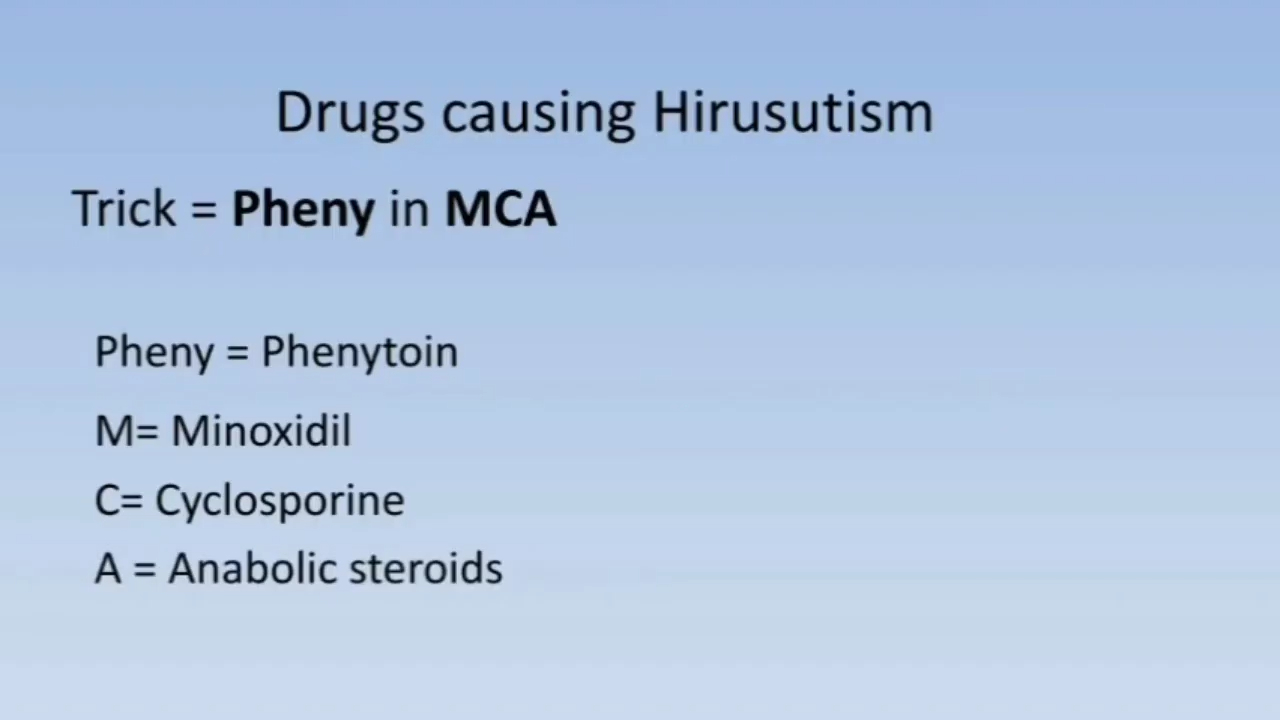 Drugs causing Hirusutism
Trick = Pheny in MCA
Pheny = Phenytoin
M= Minoxidil
C= Cyclosporine
A = Anabolic steroids